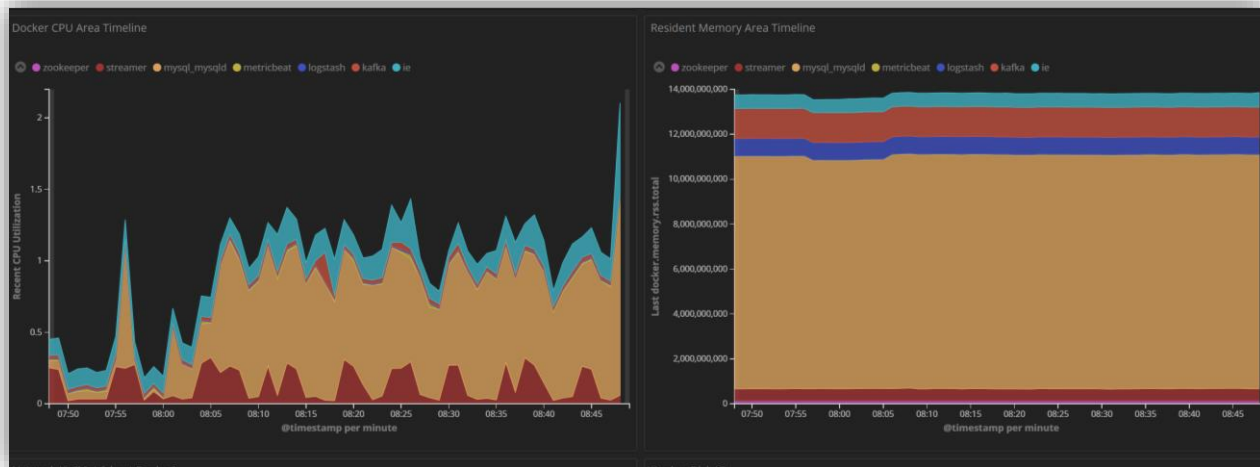 Docker CPU Area Timeline
zookeeper streamer mysql_mysqld metricbeat logstash kafka ie
Recent CPU Utilization
2
1.5
1
0.5
0
07:50 07:55 08:00 08:05 08:10 08:15 08:20 08:25 08:30 08:35 08:40 08:45
@timestamp per minute
Resident Memory Area Timeline
zookeeper streamer mysql_mysqld metricbeat logstash kafka ie
Last docker.memory.rss.total
14,000,000,000
12,000,000,000
10,000,000,000
8,000,000,000
6,000,000,000
4,000,000,000
2,000,000,000
0
07:50 07:55 08:00 08:05 08:10 08:15 08:20 08:25 08:30 08:35 08:40 08:45
@timestamp per minute